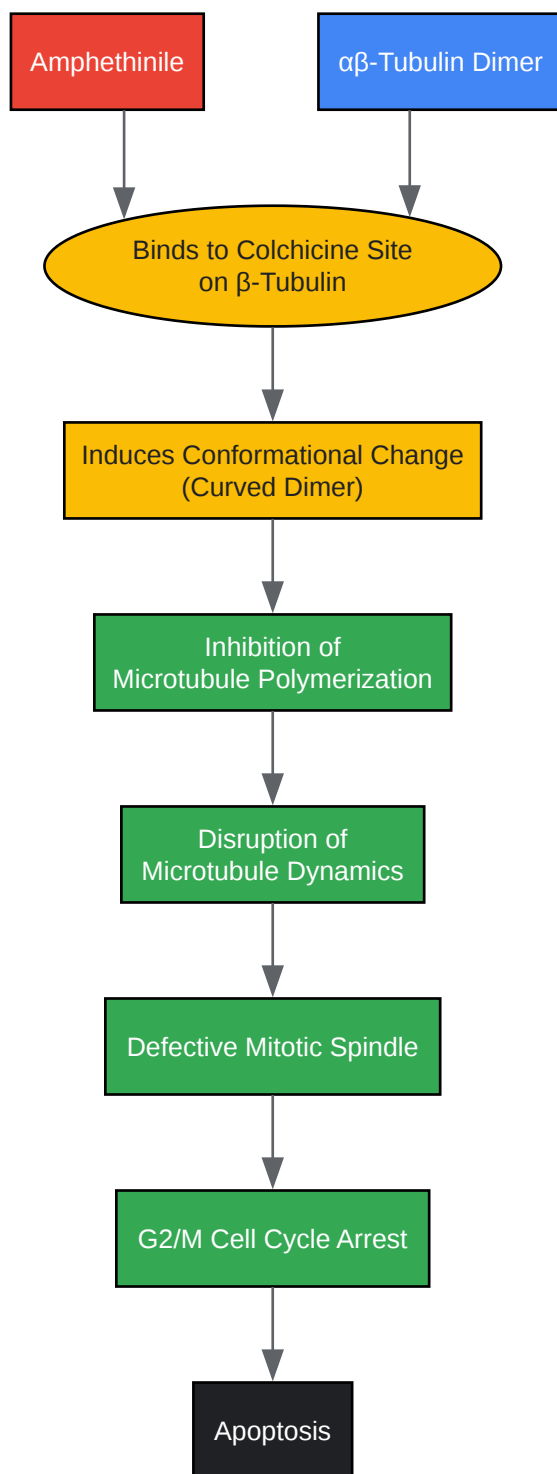 Amphethinile
αβ-Tubulin Dimer
Binds to Colchicine Site
on β-Tubulin
Induces Conformational Change
(Curved Dimer)
Inhibition of
Microtubule Polymerization
Disruption of
Microtubule Dynamics
Defective Mitotic Spindle
G2/M Cell Cycle Arrest
Apoptosis